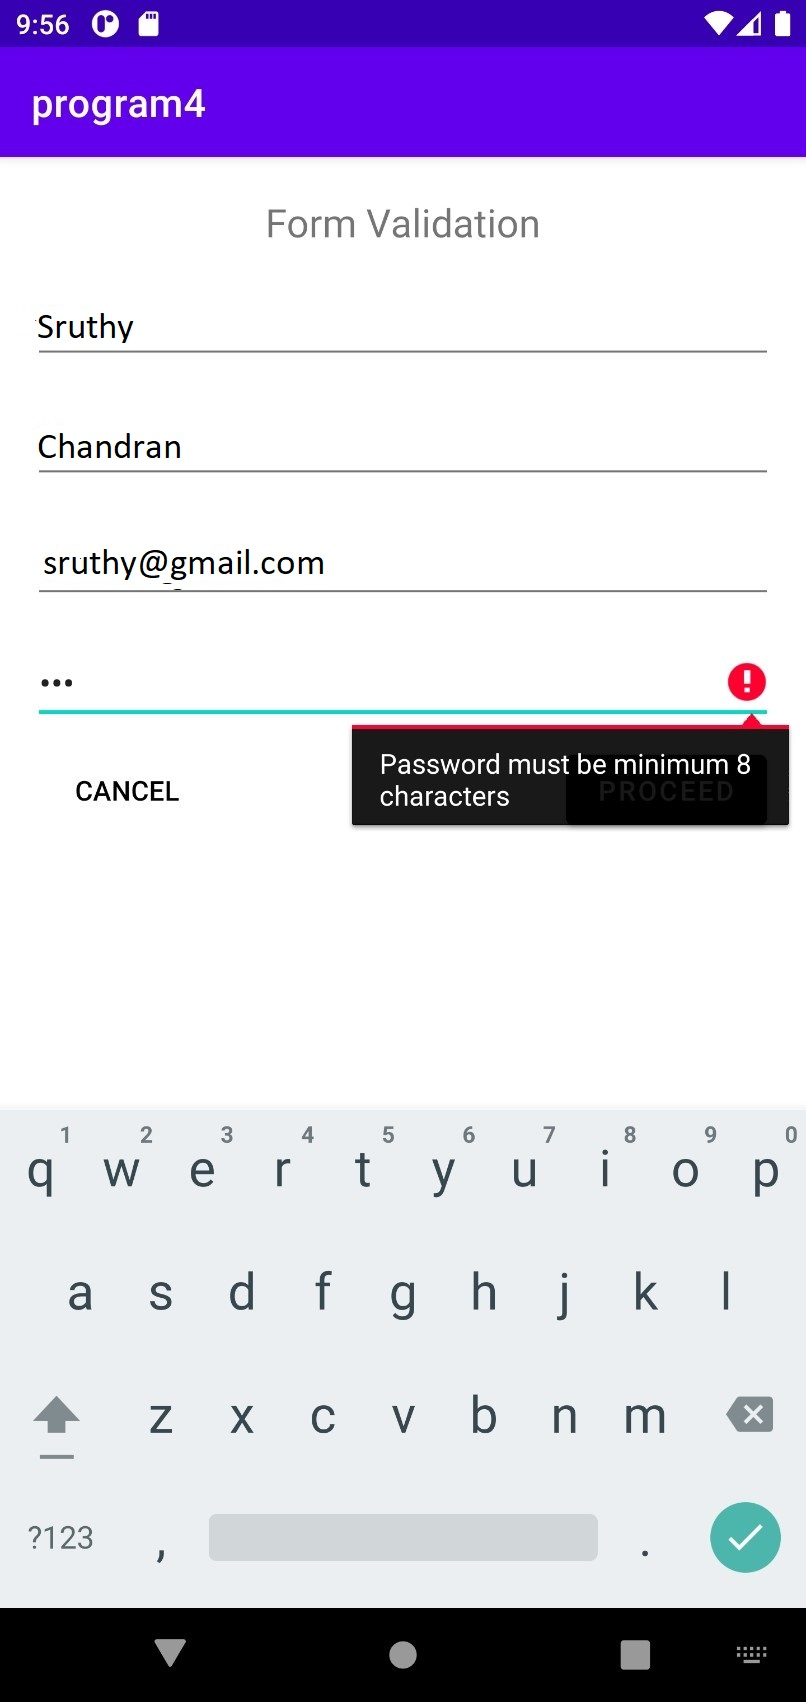 9:56
program4
Form Validation
Sruthy
Chandran
sruthy@gmail.com
•••
Password must be minimum 8
characters
CANCEL
PROCEED
1 2 3 4 5 6 7 8 9 0
q w e r t y u i o p
a s d f g h j k l
z x c v b n m
?123 , .